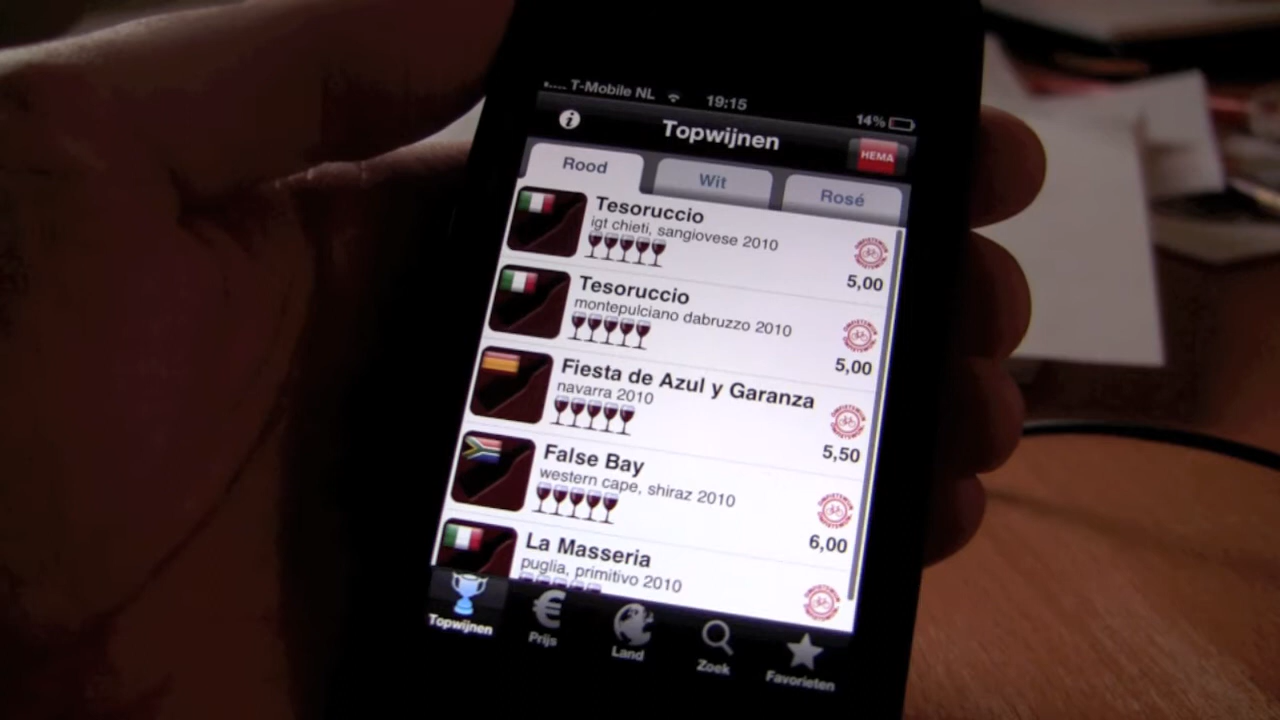 T-Mobile NL
19:15
14%
Topwijnen
HEMA
Rood
Wit
Rosé
Tesoruccio
igt chieti, sangiovese 2010
5,00
Tesoruccio
montepulciano dabruzzo 2010
5,00
Fiesta de Azul y Garanza
navarra 2010
5,50
False Bay
western cape, shiraz 2010
6,00
La Masseria
puglia, primitivo 2010
Topwijnen
Prijs
Land
Zoek
Favorieten